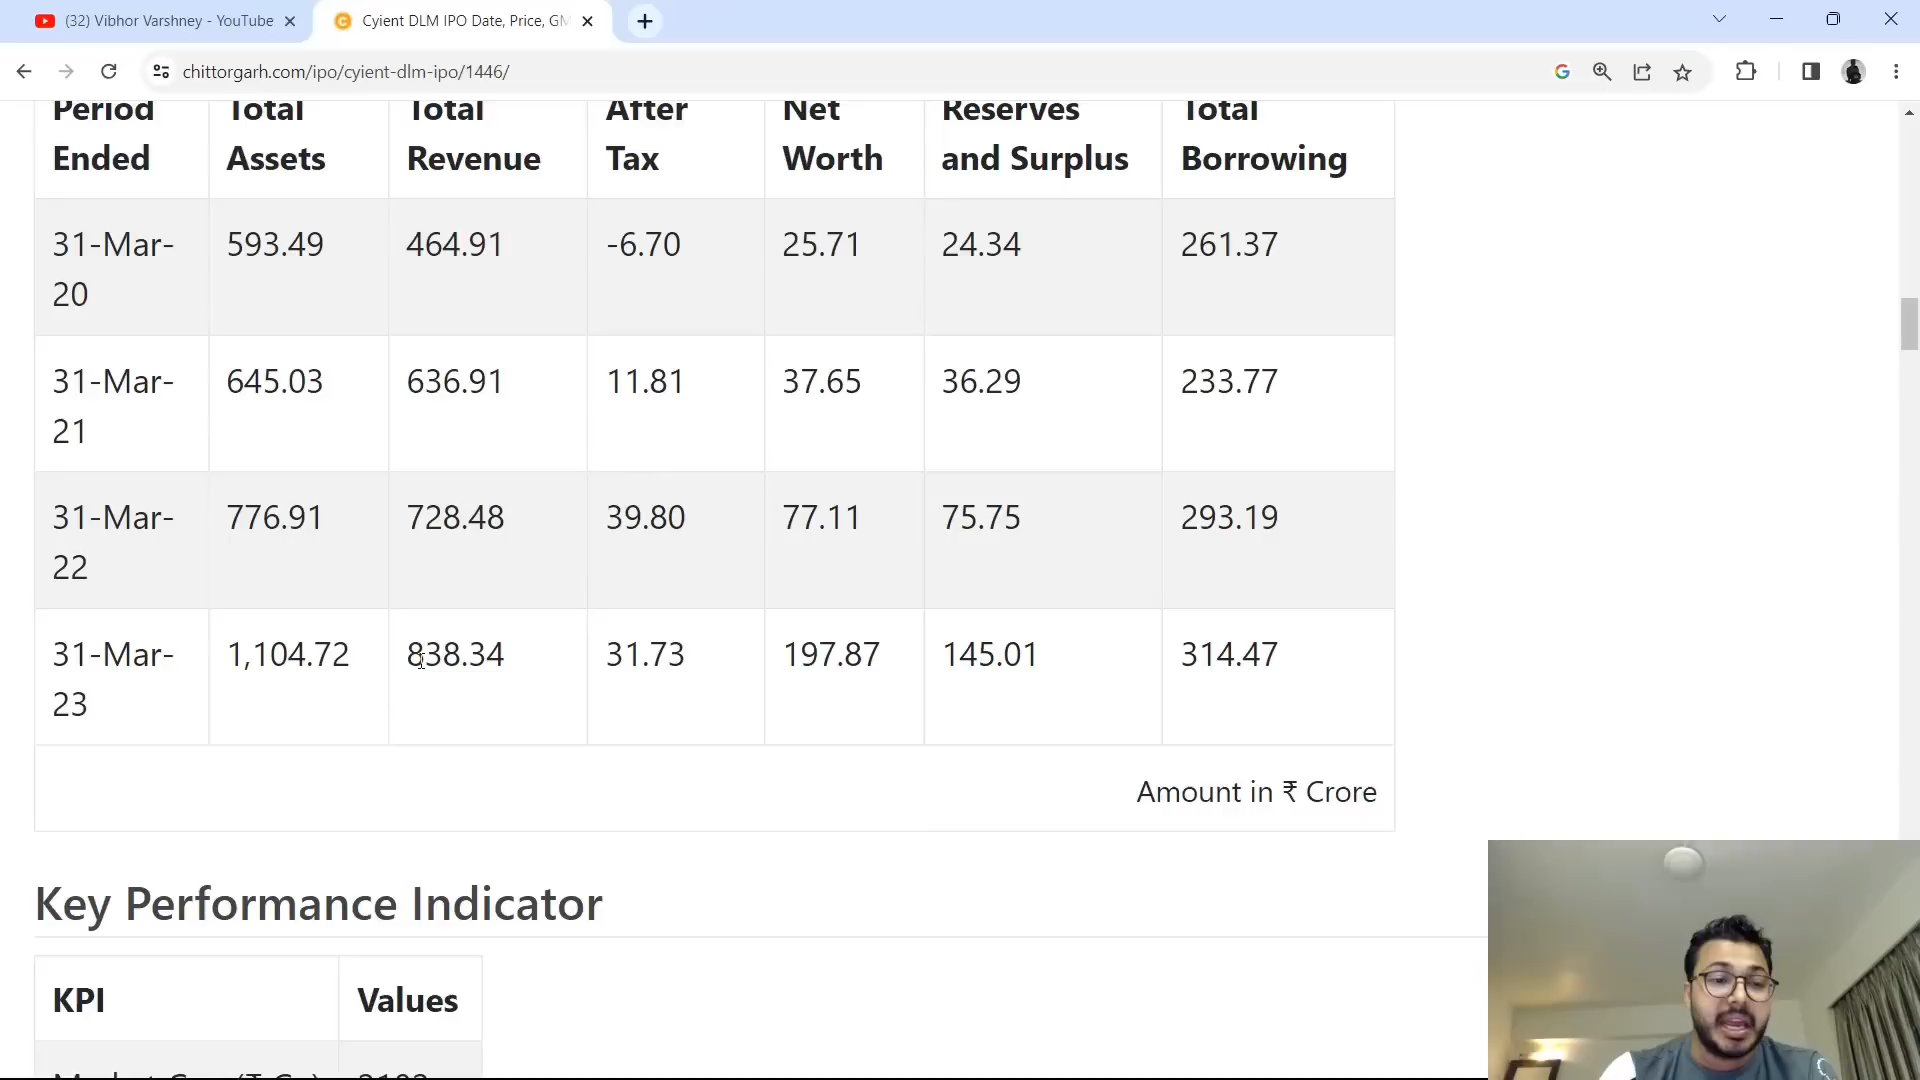 (32) Vibhor Varshney - YouTube
Cyient DLM IPO Date, Price, GM
chittorgarh.com/ipo/cyient-dlm-ipo/1446/
Period Ended Total Assets Total Revenue After Tax Net Worth Reserves and Surplus Total Borrowing
31-Mar-20 593.49 464.91 -6.70 25.71 24.34 261.37
31-Mar-21 645.03 636.91 11.81 37.65 36.29 233.77
31-Mar-22 776.91 728.48 39.80 77.11 75.75 293.19
31-Mar-23 1,104.72 838.34 31.73 197.87 145.01 314.47
Amount in ₹ Crore
Key Performance Indicator
KPI Values